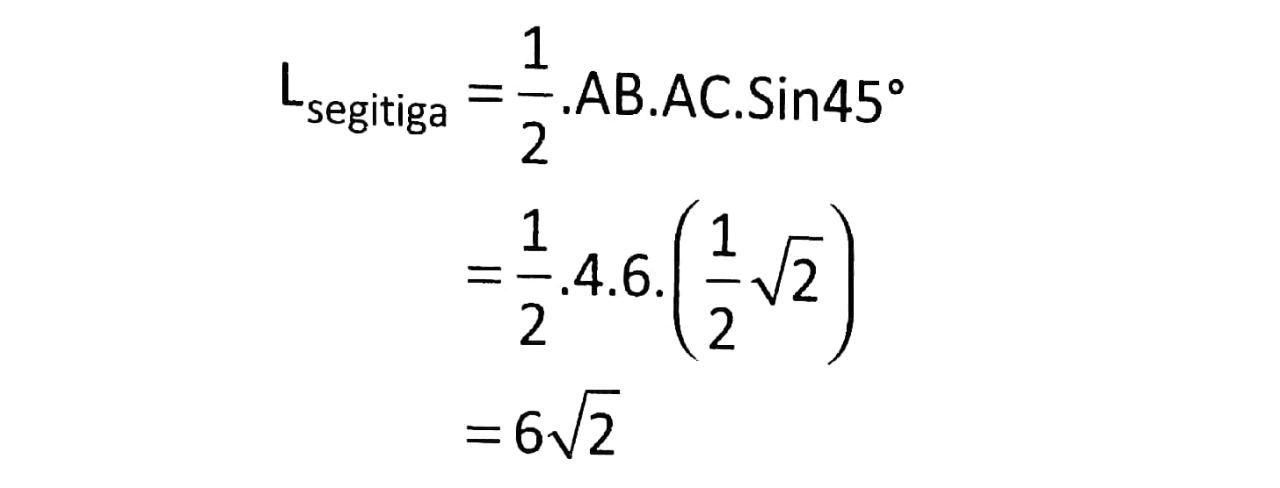 L_segitiga = 1/2 .AB.AC.Sin45°
= 1/2 .4.6. (1/2 √2)
= 6√2